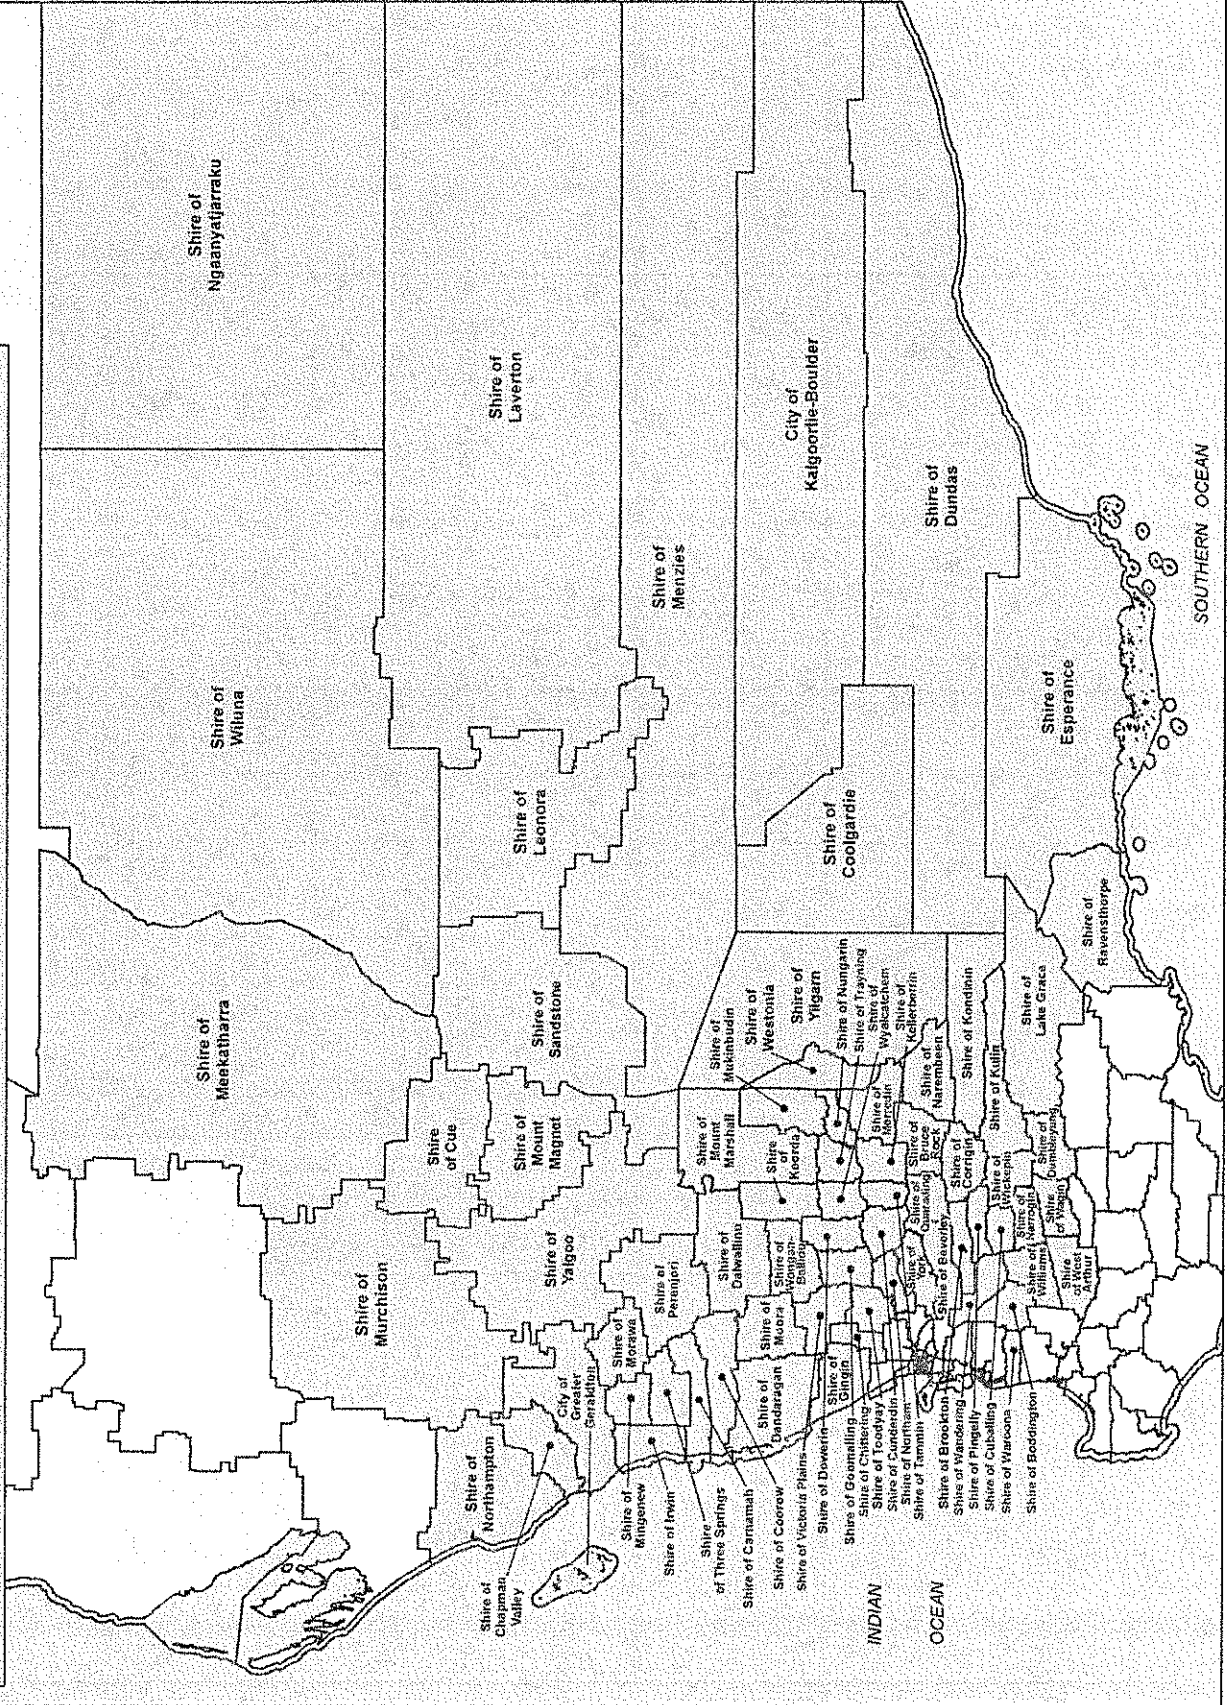 Shire of
Ngaanyatjarraku
Shire of
Wiluna
Shire of
Meekatharra
Shire of
Laverton
Shire of
Leonora
Shire of
Sandstone
Shire
of Cue
Shire of
Mount
Magnet
Shire of
Murchison
Shire of
Yalgoo
Shire of
Northampton
Shire of
Chapman
Valley
City of
Greater
Geraldton
Shire of
Menzies
City of
Kalgoorlie-Boulder
Shire of
Coolgardie
Shire of
Dundas
Shire of
Esperance
Shire of
Ravensthorpe
Shire of
Lake Grace
Shire of
Yilgarn
Shire of
Westonia
Shire of
Mukinbudin
Shire of Nungarin
Shire of Trayning
Shire of
Wyalkatchem
Shire of
Kellerberrin
Shire of
Mount
Marshall
Shire
of
Koorda
Shire of
Merredin
Shire of
Narembeen
Shire of Kondinin
Shire of Kulin
Shire of
Bruce
Rock
Shire of
Corrigin
Shire of
Quairading
Shire of
Wickepin
Shire of
Dumbleyung
Shire of
Narrogin
Shire
of Wagin
Shire of
Williams
Shire
of West
Arthur
Shire of Beverley
Shire of
York
Shire of
Dalwallinu
Shire of
Wongan-
Ballidu
Shire of
Perenjori
Shire of
Morawa
Shire of
Moora
Shire of
Dandaragan
Shire of
Gingin
Shire of
Mingenew
Shire of Irwin
Shire
of Three Springs
Shire of Carnamah
Shire of Coorow
Shire of Victoria Plains
Shire of Dowerin
Shire of Goomalling
Shire of Chittering
Shire of Toodyay
Shire of Cunderdin
Shire of Northam
Shire of Tammin
Shire of Brookton
Shire of Wandering
Shire of Pingelly
Shire of Cuballing
Shire of Waroona
Shire of Boddington
INDIAN
OCEAN
SOUTHERN OCEAN